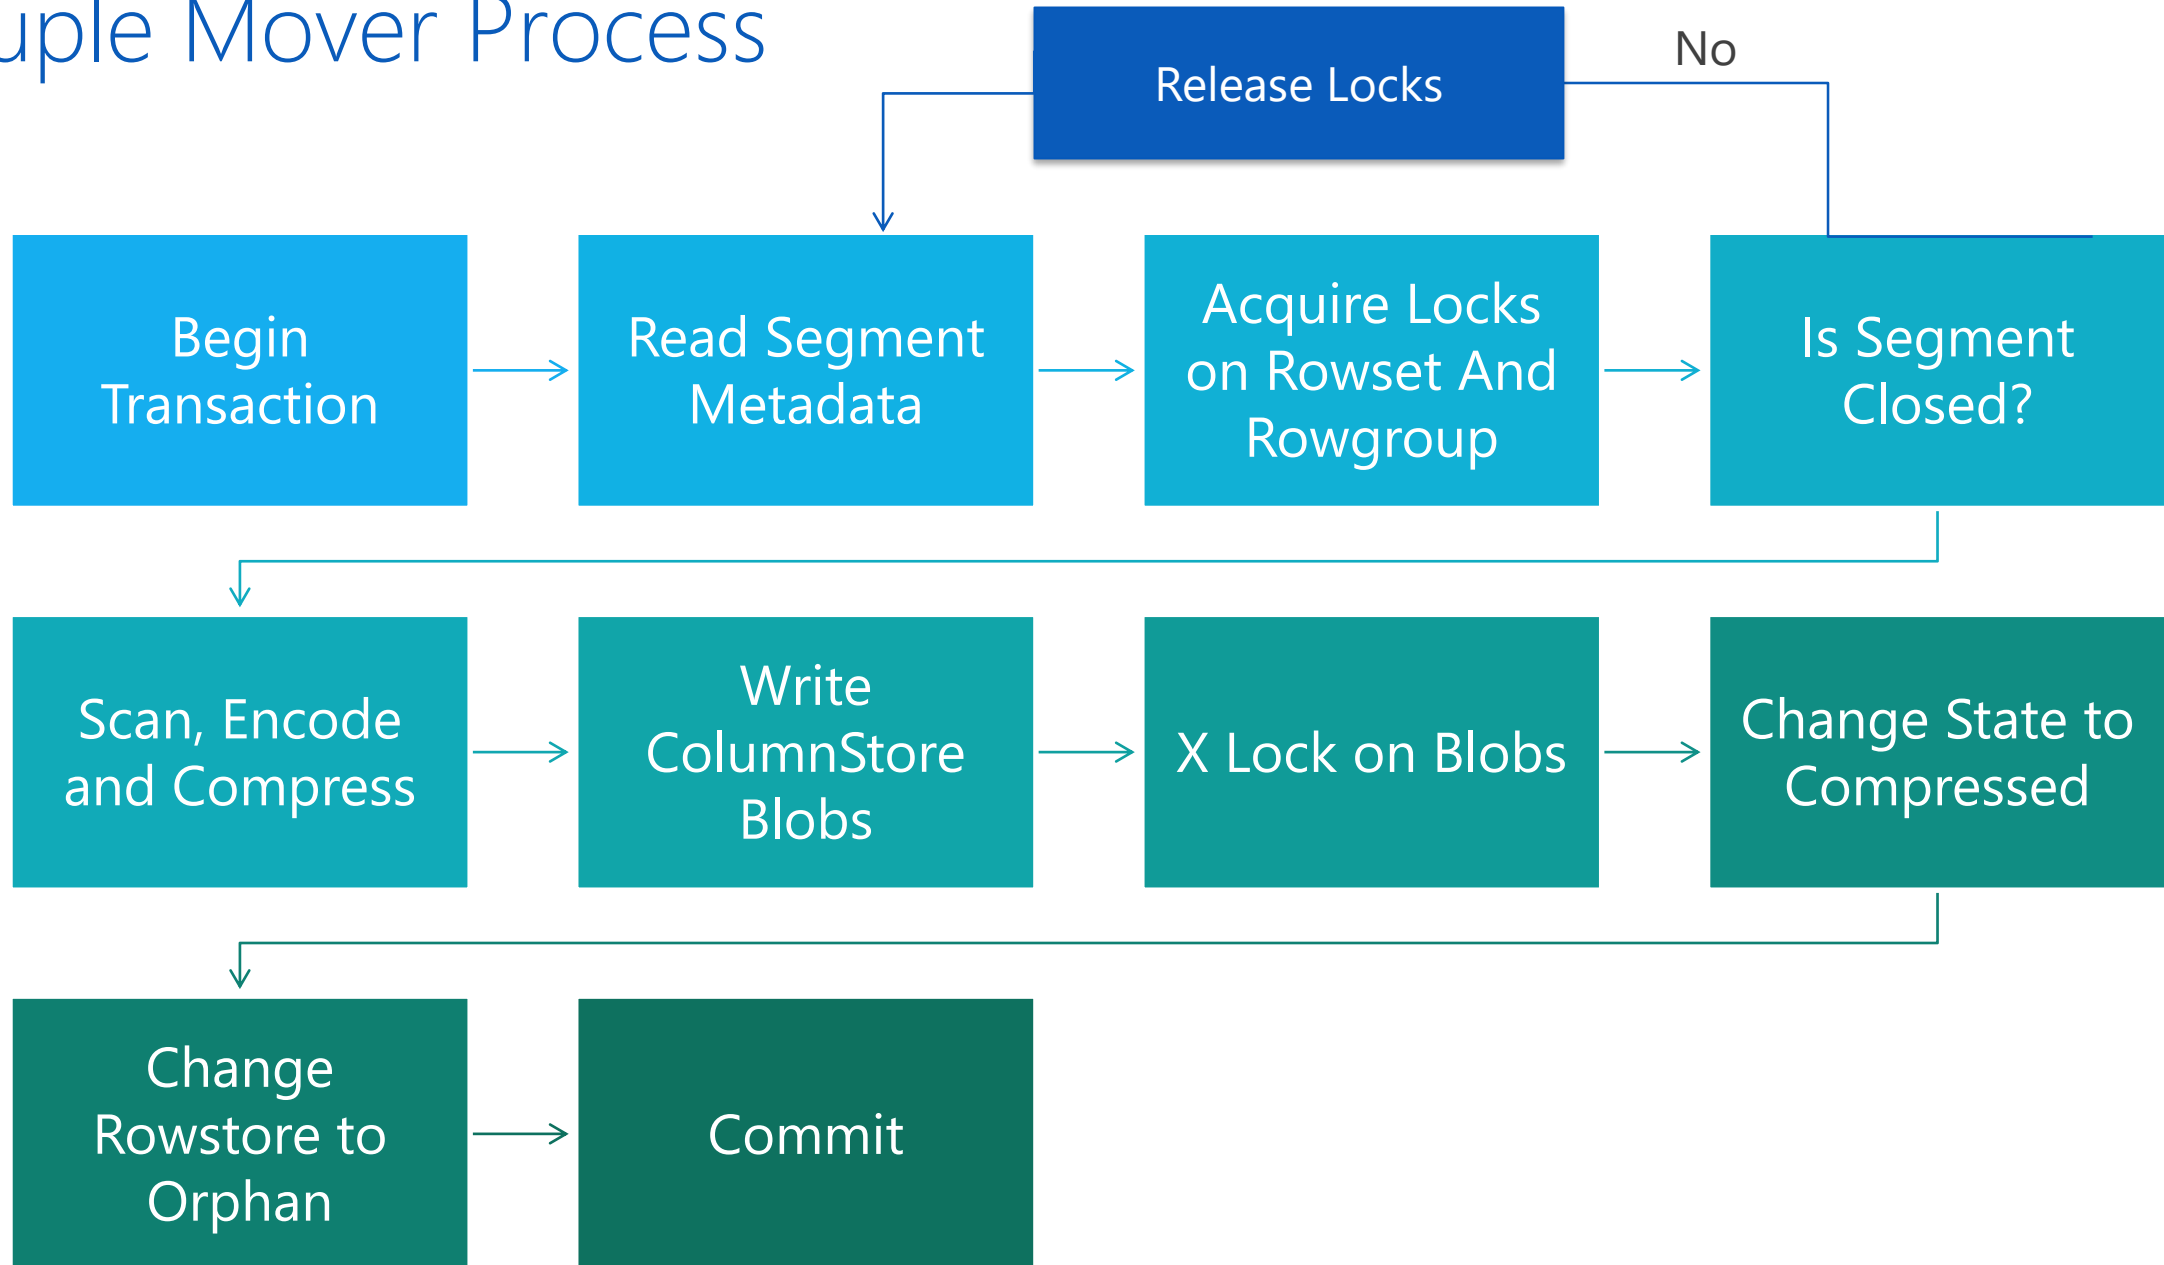 uple Mover Process
Release Locks
No
Begin
Transaction
Read Segment
Metadata
Acquire Locks
on Rowset And
Rowgroup
Is Segment
Closed?
Scan, Encode
and Compress
Write
ColumnStore
Blobs
X Lock on Blobs
Change State to
Compressed
Change
Rowstore to
Orphan
Commit